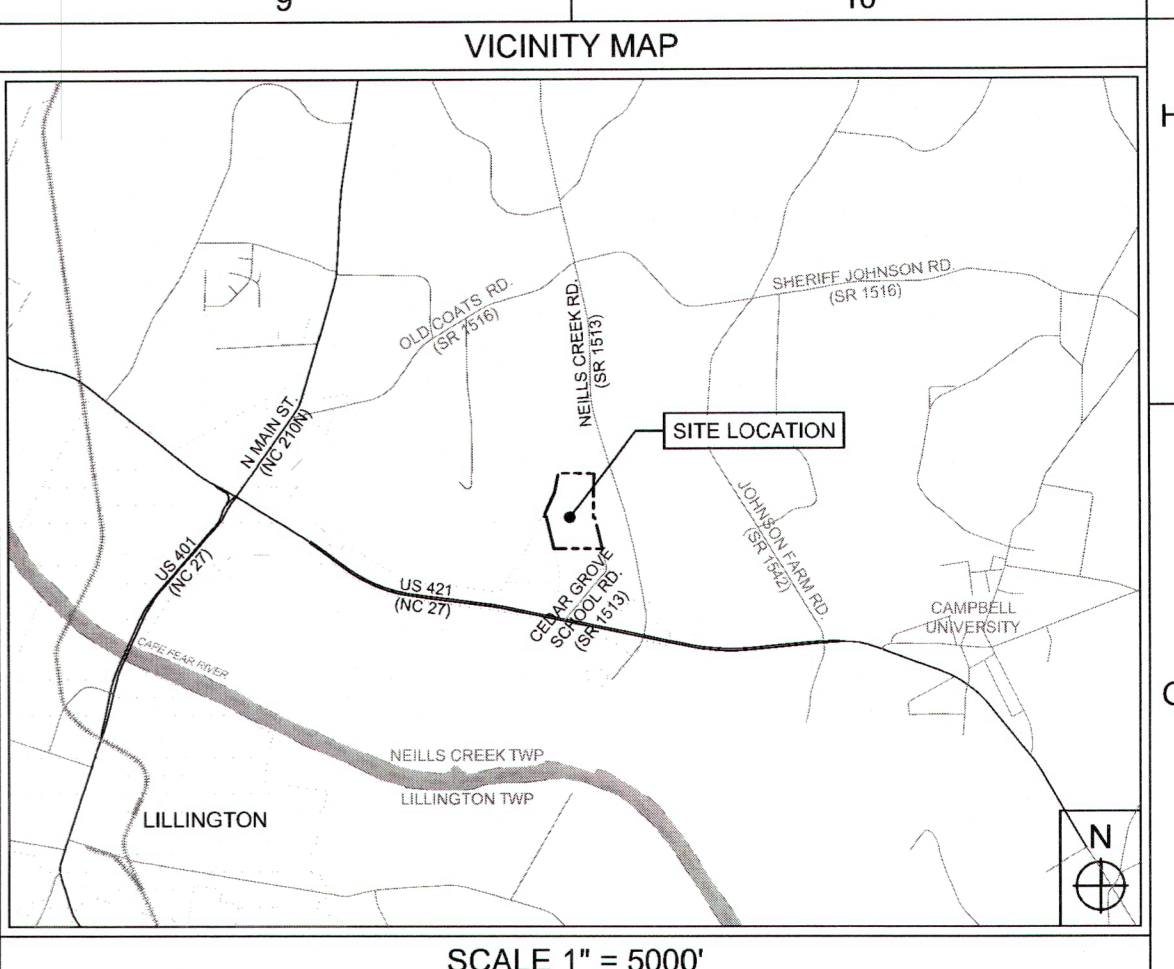 9
10
VICINITY MAP
H
SHERIFF JOHNSON RD.
(SR 1516)
OLD COATS RD.
(SR 1516)
NEILLS CREEK RD.
(SR 1513)
N MAIN ST.
(NC 210N)
SITE LOCATION
JOHNSON FARM RD.
(SR 1542)
US 401
(NC 27)
US 421
(NC 27)
CEDAR GROVE
SCHOOL RD.
(SR 1513)
CAMPBELL
UNIVERSITY
CAPE FEAR RIVER
NEILLS CREEK TWP
LILLINGTON TWP
LILLINGTON
N
SCALE 1" = 5000'